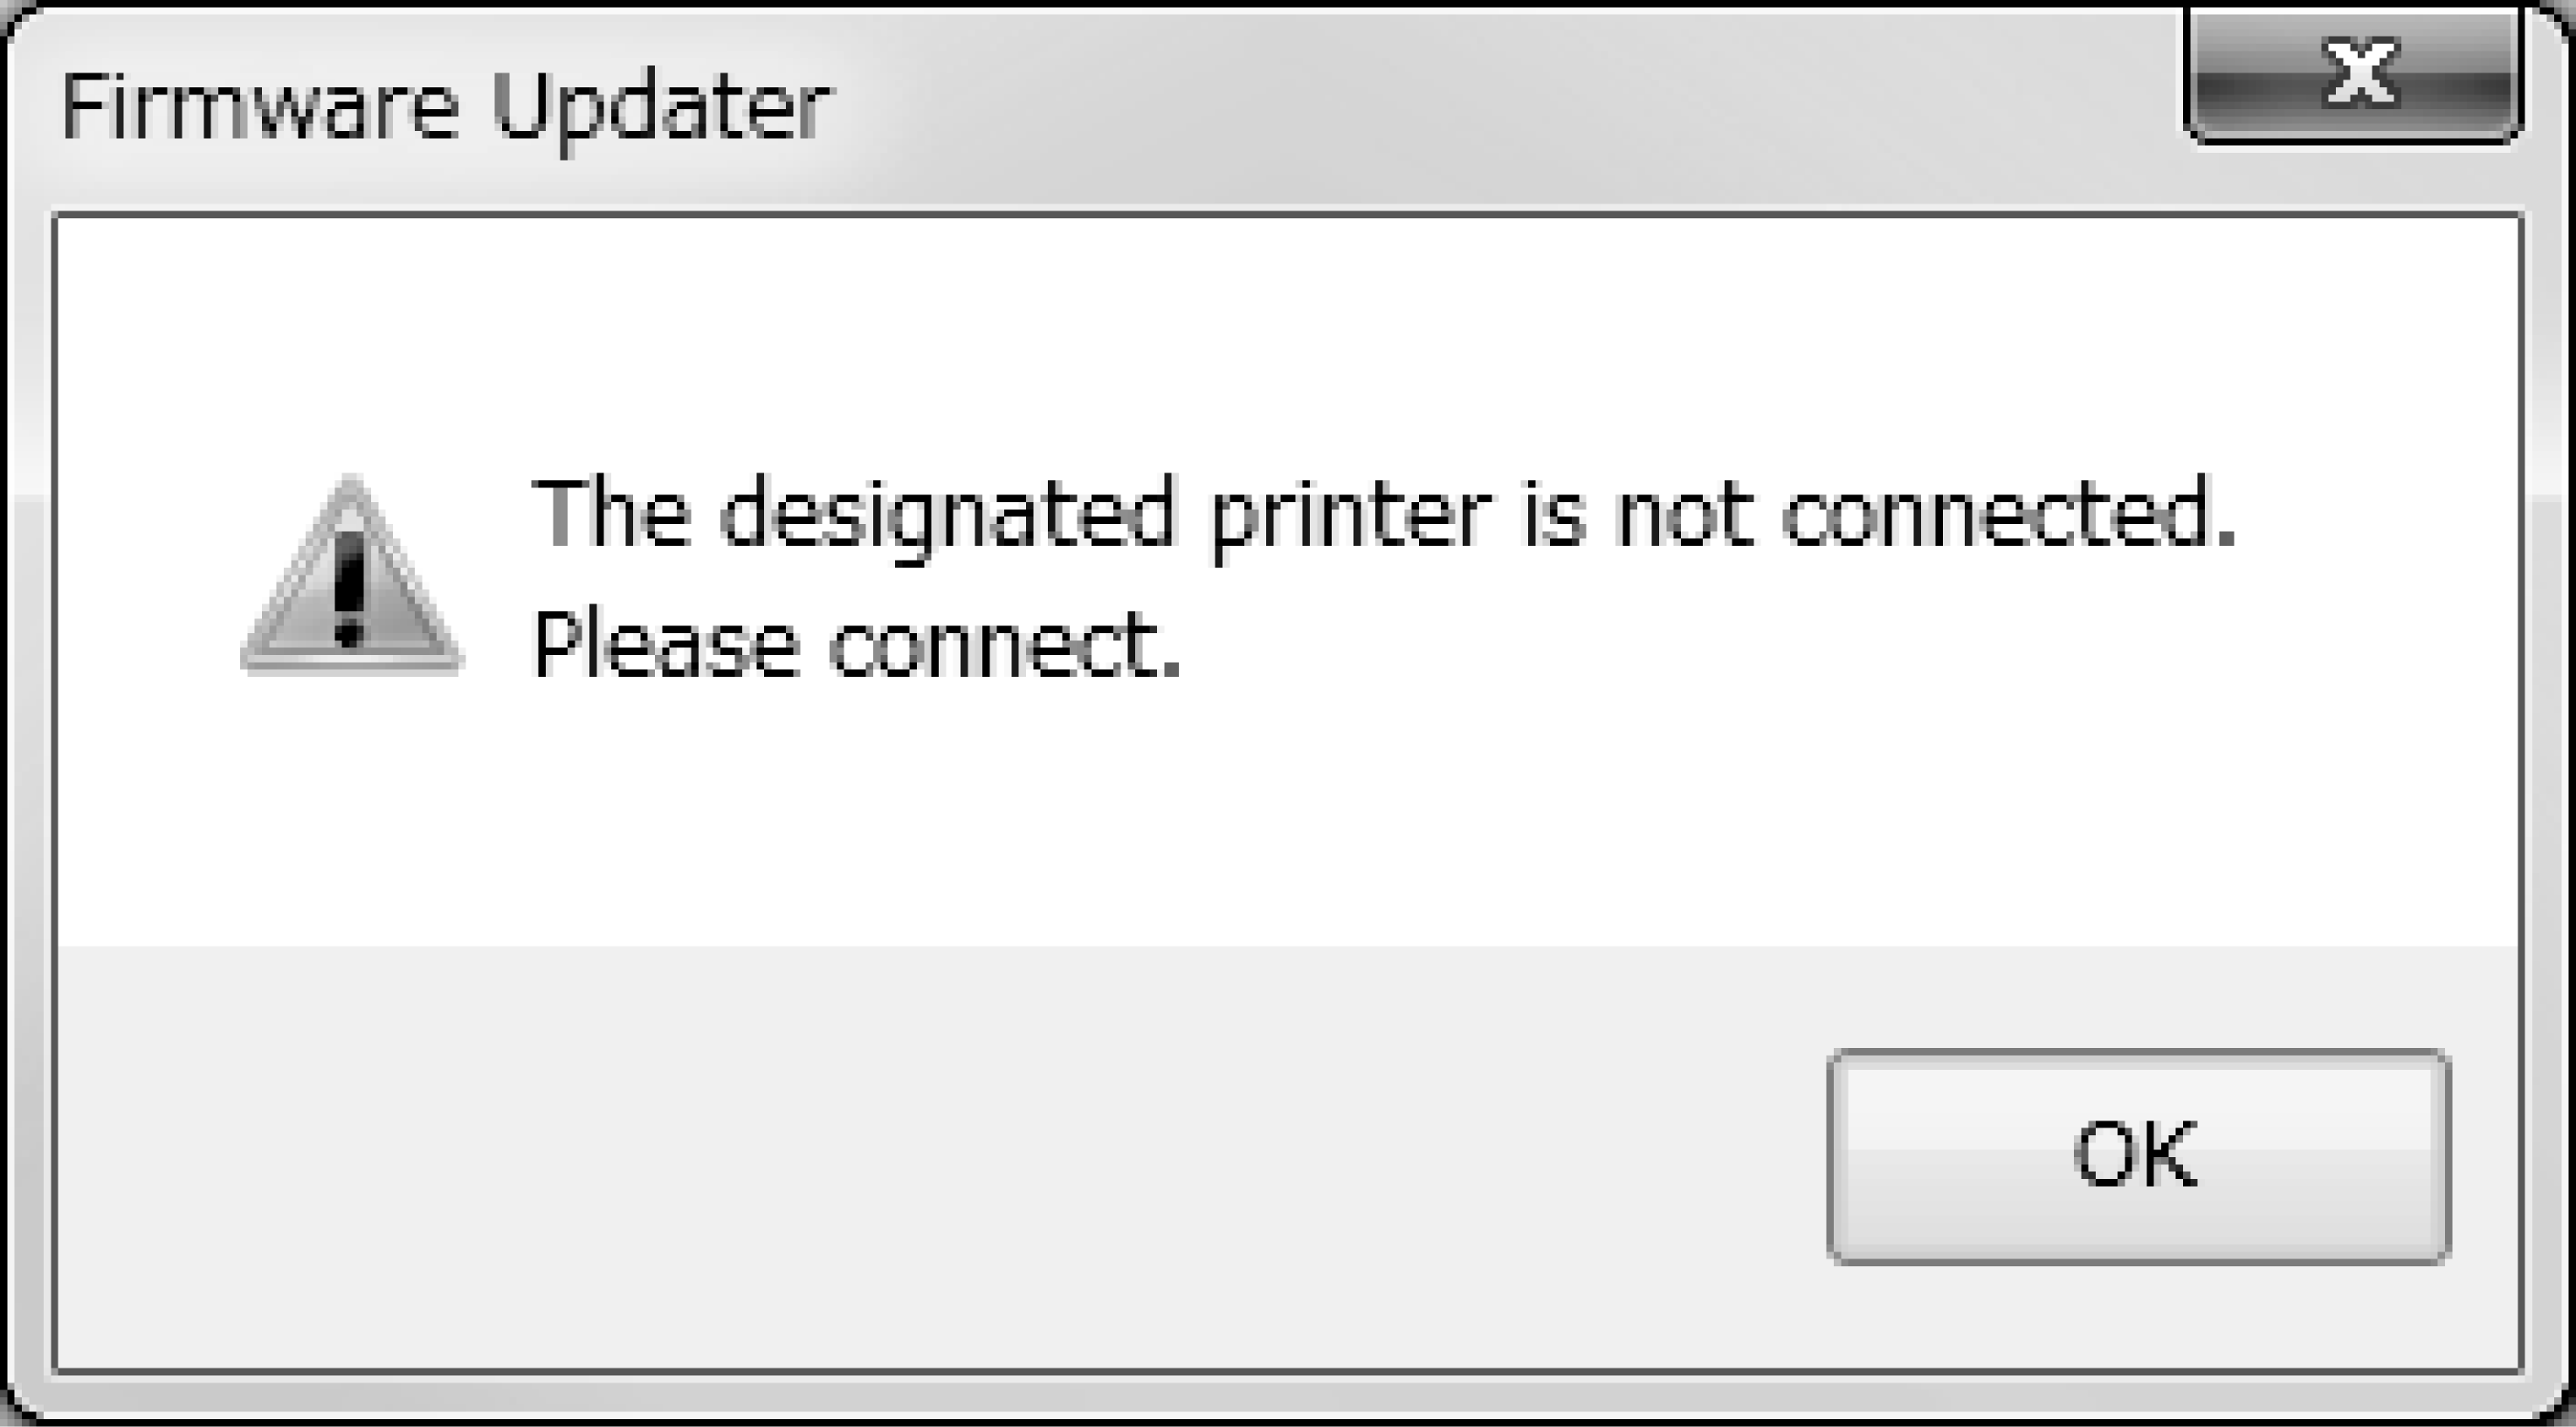 Firmware Updater
The designated printer is not connected.
Please connect.
OK